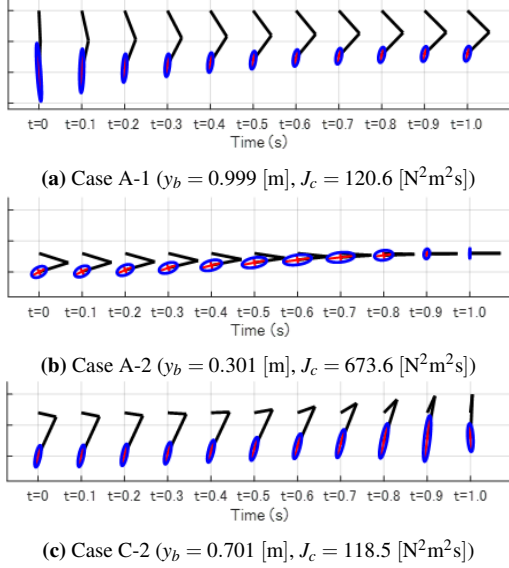 t=0 t=0.1 t=0.2 t=0.3 t=0.4 t=0.5 t=0.6 t=0.7 t=0.8 t=0.9 t=1.0
Time (s)
(a) Case A-1 (y_b = 0.999 [m], J_c = 120.6 [N²m²s])
t=0 t=0.1 t=0.2 t=0.3 t=0.4 t=0.5 t=0.6 t=0.7 t=0.8 t=0.9 t=1.0
Time (s)
(b) Case A-2 (y_b = 0.301 [m], J_c = 673.6 [N²m²s])
t=0 t=0.1 t=0.2 t=0.3 t=0.4 t=0.5 t=0.6 t=0.7 t=0.8 t=0.9 t=1.0
Time (s)
(c) Case C-2 (y_b = 0.701 [m], J_c = 118.5 [N²m²s])